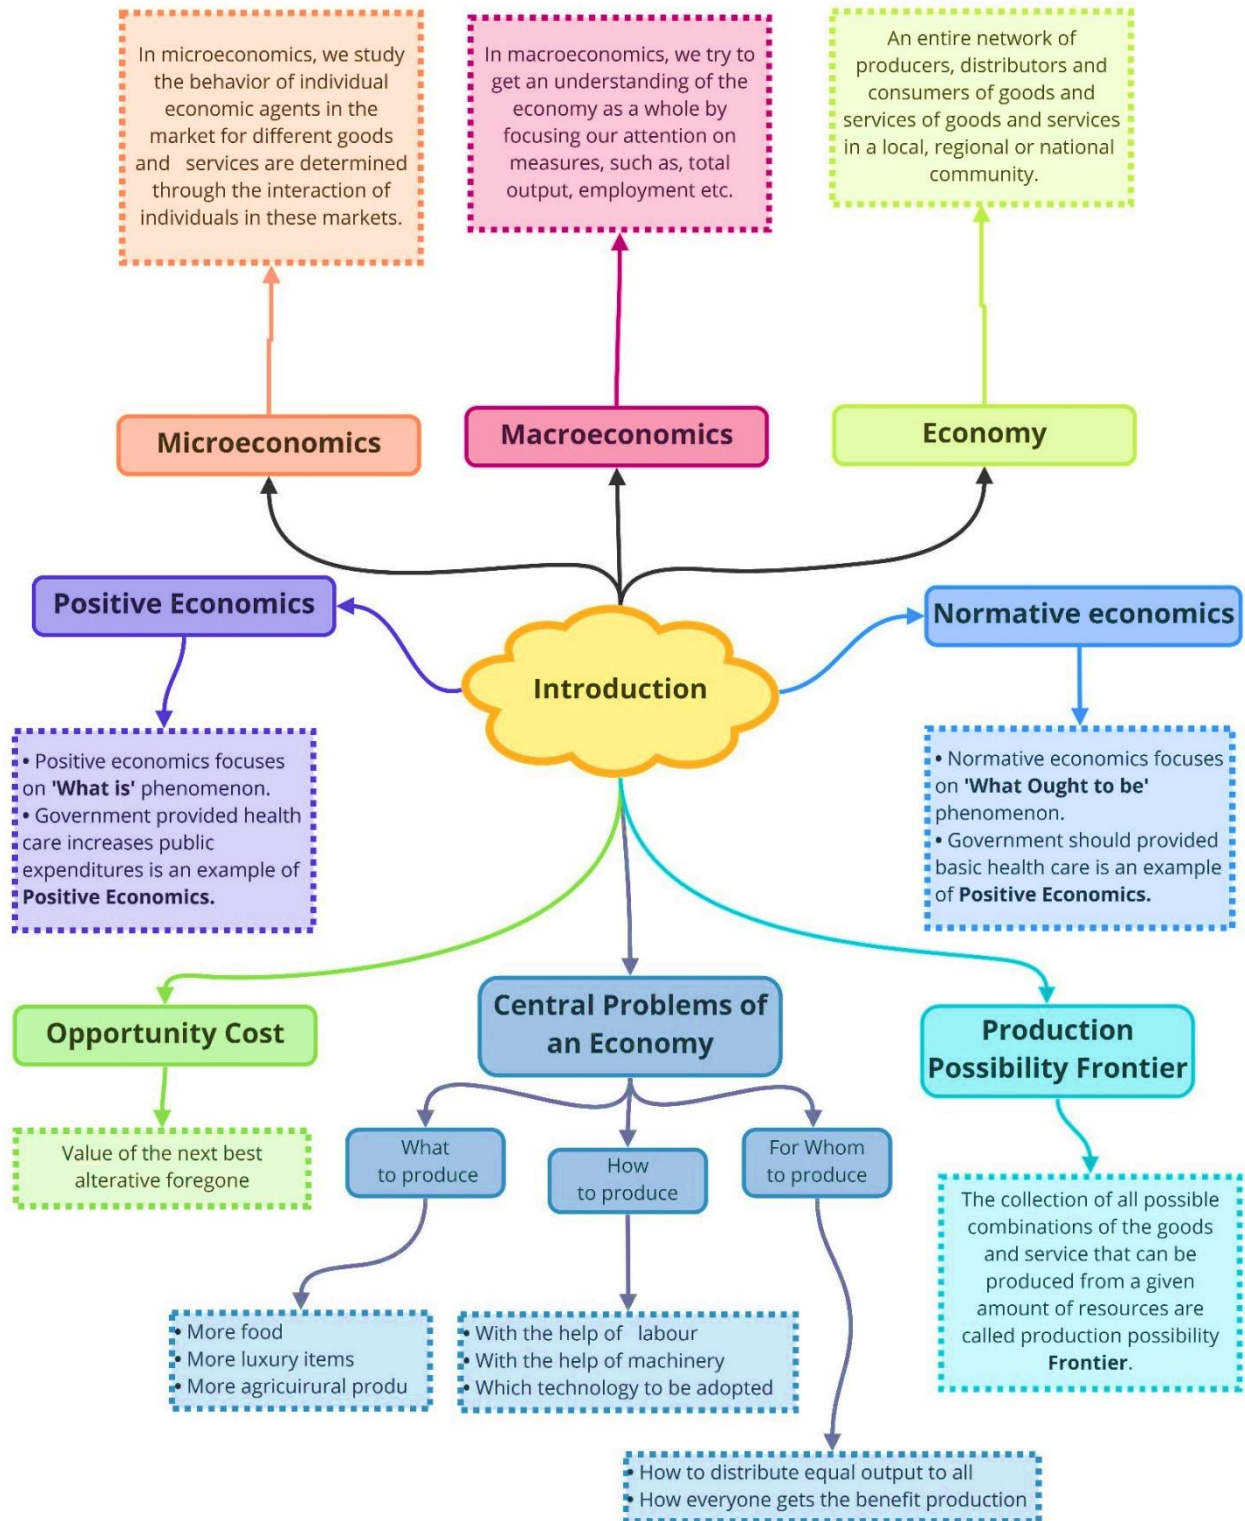 In microeconomics, we study
the behavior of individual
economic agents in the
market for different goods
and services are determined
through the interaction of
individuals in these markets.
In macroeconomics, we try to
get an understanding of the
economy as a whole by
focusing our attention on
measures, such as, total
output, employment etc.
An entire network of
producers, distributors and
consumers of goods and
services of goods and services
in a local, regional or national
community.
Microeconomics
Macroeconomics
Economy
Positive Economics
Introduction
Normative economics
• Positive economics focuses
on 'What is' phenomenon.
• Government provided health
care increases public
expenditures is an example of
Positive Economics.
• Normative economics focuses
on 'What Ought to be'
phenomenon.
• Government should provided
basic health care is an example
of Positive Economics.
Opportunity Cost
Central Problems of
an Economy
Production
Possibility Frontier
Value of the next best
alterative foregone
What
to produce
How
to produce
For Whom
to produce
The collection of all possible
combinations of the goods
and service that can be
produced from a given
amount of resources are
called production possibility
Frontier.
• More food
• More luxury items
• More agricuirural produ
• With the help of labour
• With the help of machinery
• Which technology to be adopted
• How to distribute equal output to all
• How everyone gets the benefit production